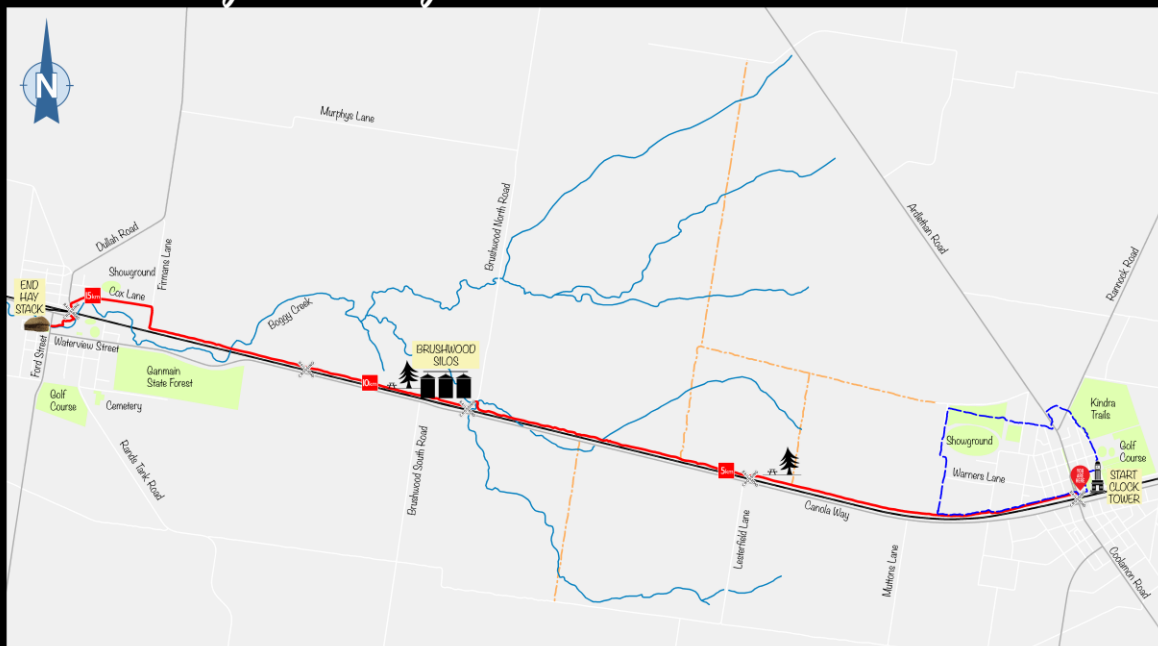 N
Murphys Lane
Dullah Road
Firmans Lane
Brushwood North Road
Ardlethan Road
Rannock Road
Showground
Cox Lane
15km
END
HAY
STACK
Boggy Creek
Waterview Street
Ford Street
Ganmain
State Forest
Golf
Course
Cemetery
Rands Tank Road
BRUSHWOOD
SILOS
10km
Brushwood South Road
5km
Lesterfield Lane
Canola Way
Muttons Lane
Showground
Warners Lane
Kindra
Trails
Golf
Course
START
CLOCK
TOWER
Coolamon Road